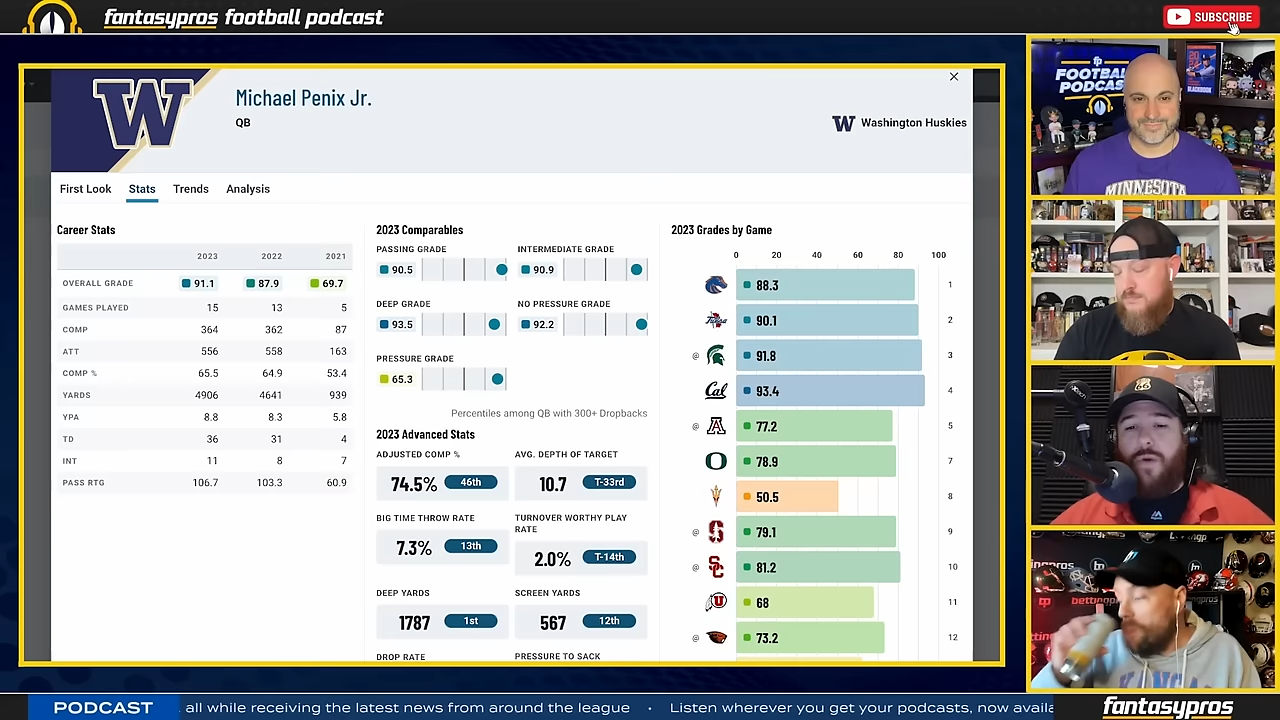 fantasypros football podcast
SUBSCRIBE
Michael Penix Jr.
QB
W Washington Huskies
First Look Stats Trends Analysis
Career Stats
2023 2022 2021
OVERALL GRADE 91.1 87.9 69.7
GAMES PLAYED 15 13 5
COMP 364 362 87
ATT 556 558 163
COMP % 65.5 64.9 53.4
YARDS 4906 4641 939
YPA 8.8 8.3 5.8
TD 36 31 4
INT 11 8 7
PASS RTG 106.7 103.3 60.9
2023 Comparables
PASSING GRADE INTERMEDIATE GRADE
90.5 90.9
DEEP GRADE NO PRESSURE GRADE
93.5 92.2
PRESSURE GRADE
65.3
Percentiles among QB with 300+ Dropbacks
2023 Advanced Stats
ADJUSTED COMP % AVG. DEPTH OF TARGET
74.5% 46th 10.7 T-33rd
BIG TIME THROW RATE TURNOVER WORTHY PLAY RATE
7.3% 13th 2.0% T-14th
DEEP YARDS SCREEN YARDS
1787 1st 567 12th
DROP RATE PRESSURE TO SACK
2023 Grades by Game
0 20 40 60 80 100
88.3 1
90.1 2
@ 91.8 3
Cal 93.4 4
@ A 77.2 5
O 78.9 7
50.5 8
@ S 79.1 9
@ SC 81.2 10
U 68 11
@ 73.2 12
fp FOOTBALL PODCAST
MINNESOTA
KANSAS
PODCAST
all while receiving the latest news from around the league • Listen wherever you get your podcasts, now availa
fantasypros